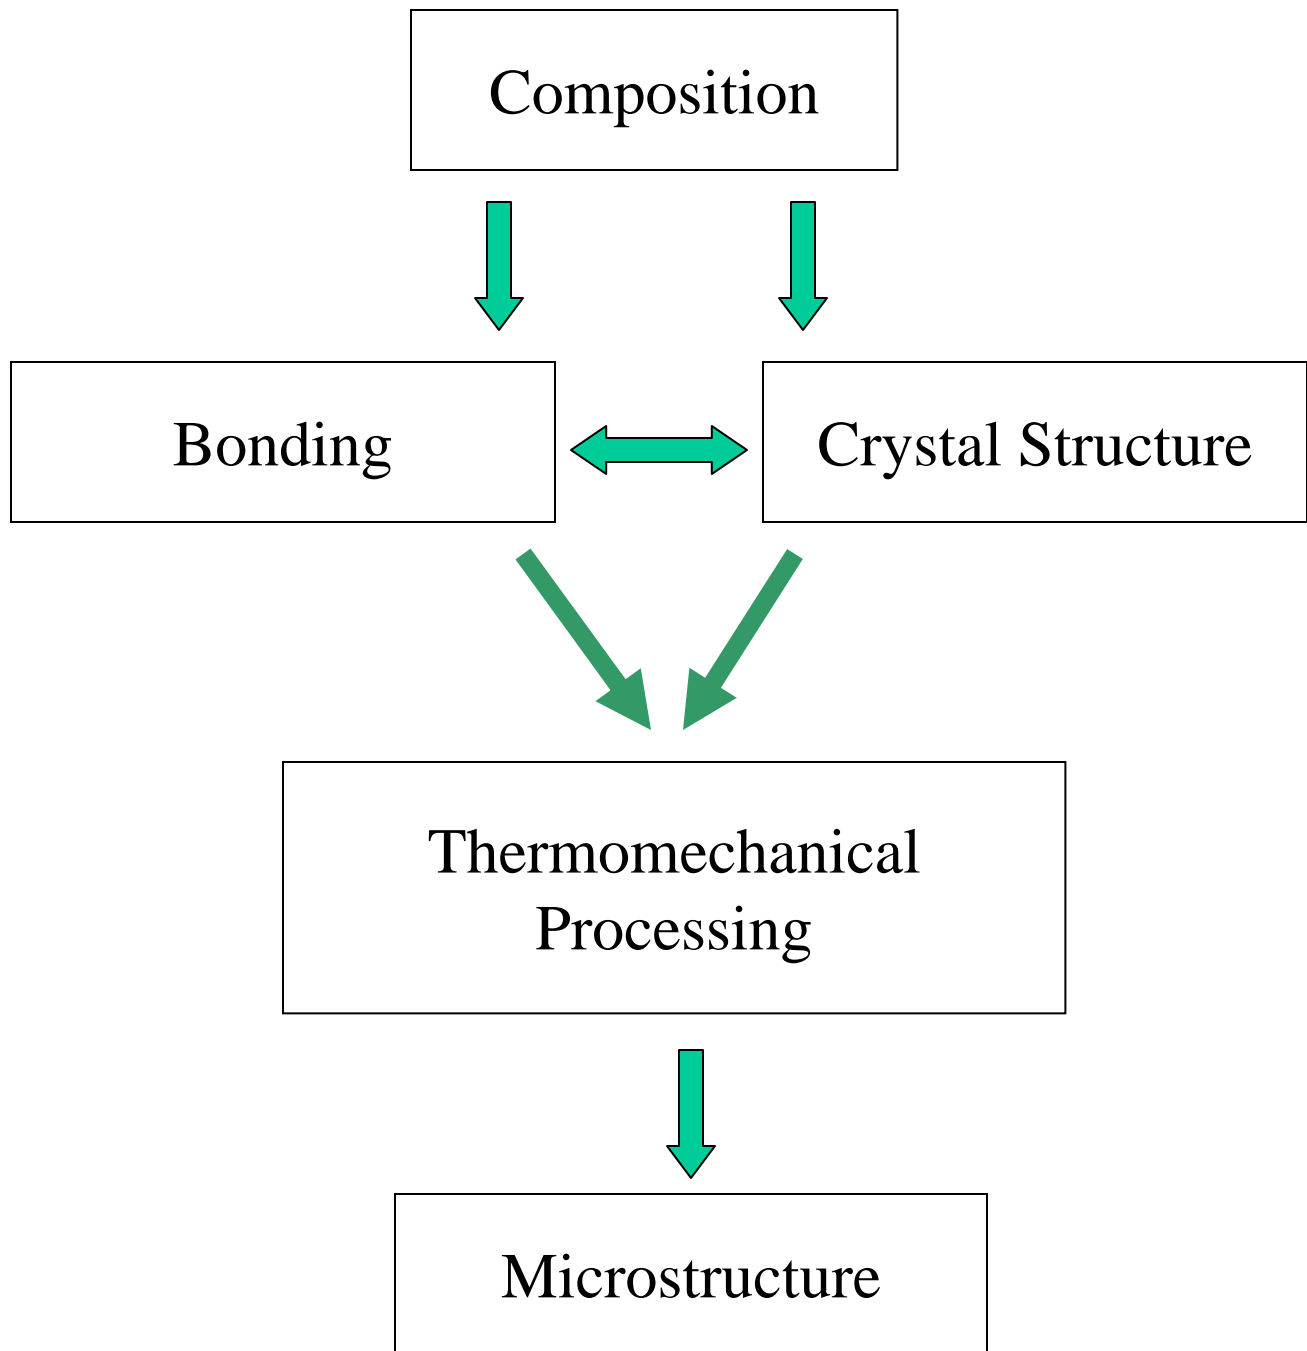 Composition
Bonding
Crystal Structure
Thermomechanical
Processing
Microstructure